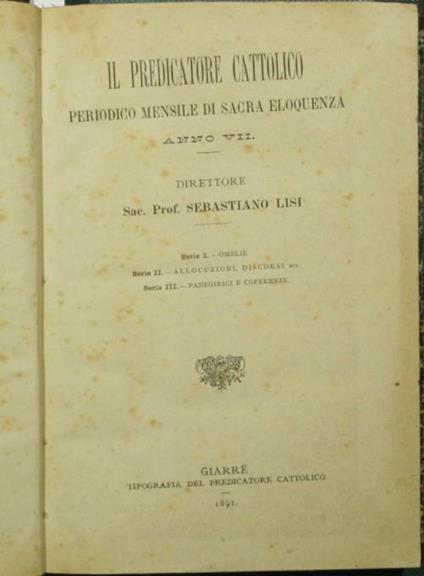 IL PREDICATORE CATTOLICO
PERIODICO MENSILE DI SACRA ELOQUENZA
ANNO VII.
DIRETTORE
Sac. Prof. SEBASTIANO LISI
Serie I. – OMELIE
Serie II. – ALLOCUZIONI, DISCORSI ecc.
Serie III. – PANEGIRICI E COFERENZE.
GIARRE
TIPOGRAFIA DEL PREDICATORE CATTOLICO
1891.